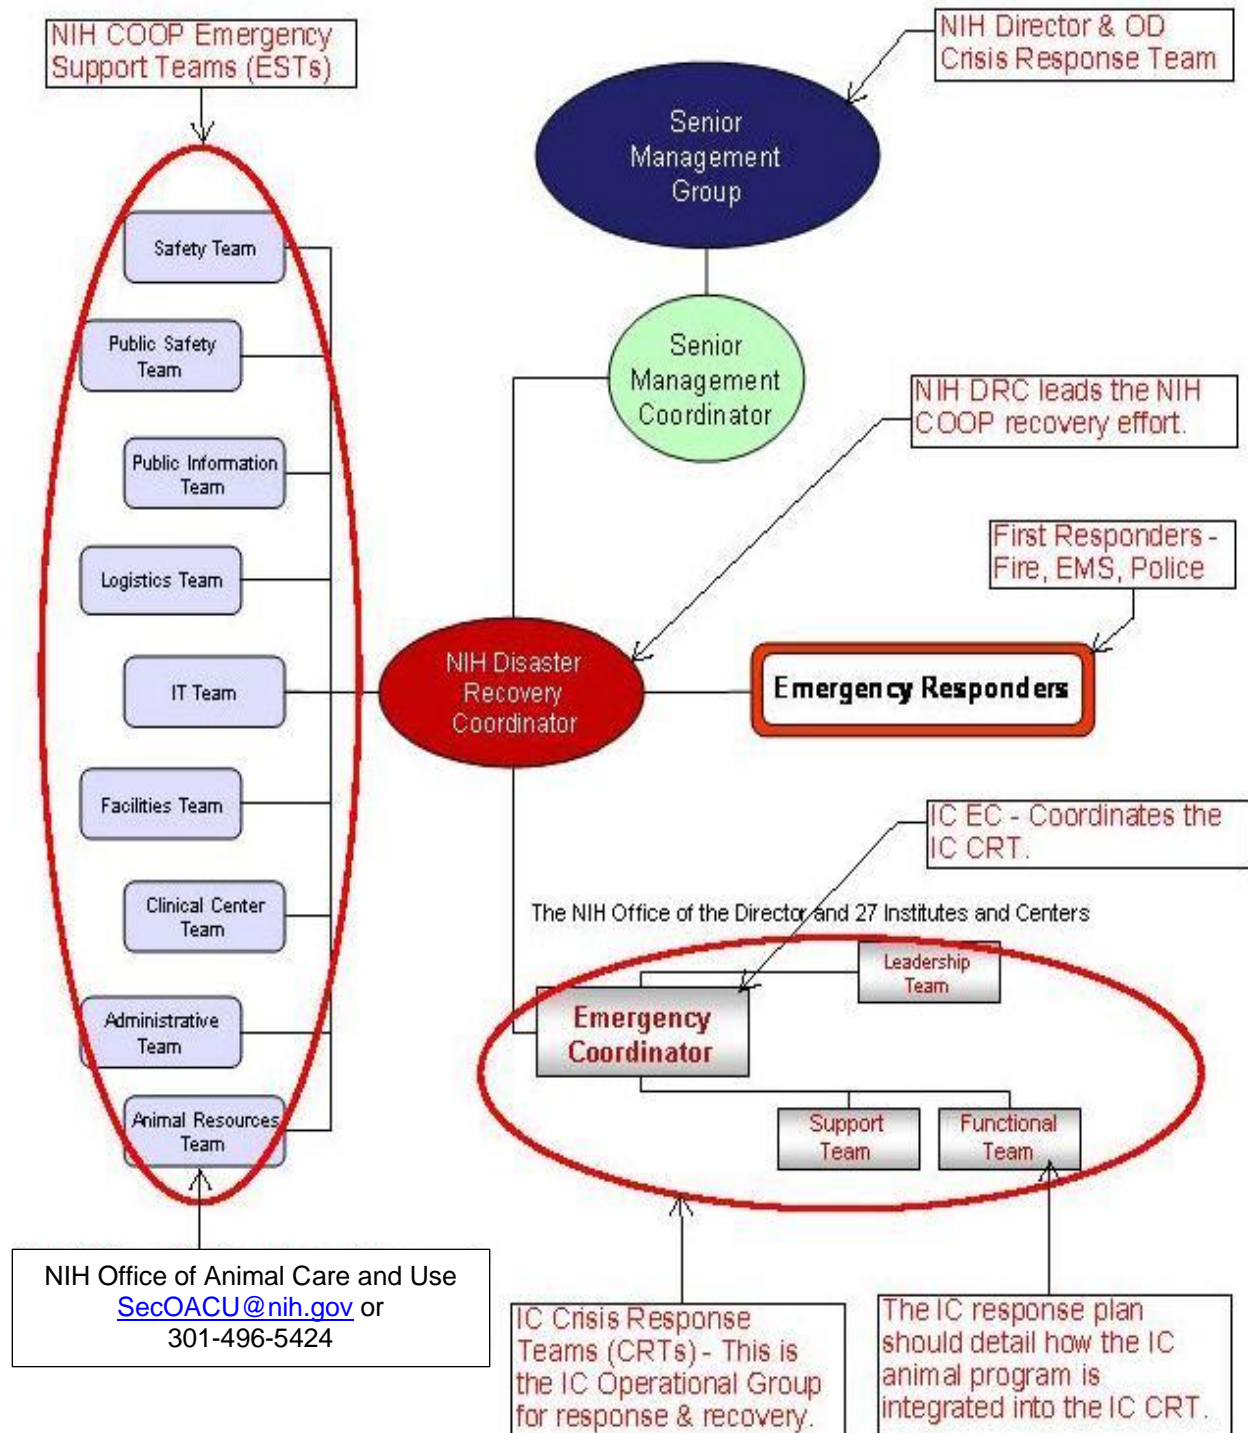 NIH COOP Emergency
Support Teams (ESTs)
NIH Director & OD
Crisis Response Team
Senior
Management
Group
Safety Team
Public Safety
Team
Senior
Management
Coordinator
NIH DRC leads the NIH
COOP recovery effort.
Public Information
Team
First Responders -
Fire, EMS, Police
Logistics Team
NIH Disaster
Recovery
Coordinator
IT Team
Emergency Responders
Facilities Team
IC EC - Coordinates the
IC CRT.
Clinical Center
Team
The NIH Office of the Director and 27 Institutes and Centers
Leadership
Team
Administrative
Team
Emergency
Coordinator
Animal Resources
Team
Support
Team
Functional
Team
NIH Office of Animal Care and Use
SecOACU@nih.gov or
301-496-5424
IC Crisis Response
Teams (CRTs) - This is
the IC Operational Group
for response & recovery.
The IC response plan
should detail how the IC
animal program is
integrated into the IC CRT.